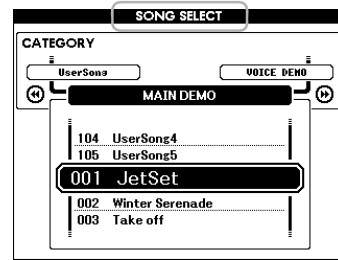 SONG SELECT
CATEGORY
UserSong VOICE DEMO
MAIN DEMO
104 UserSong4
105 UserSong5
001 JetSet
002 Winter Serenade
003 Take off